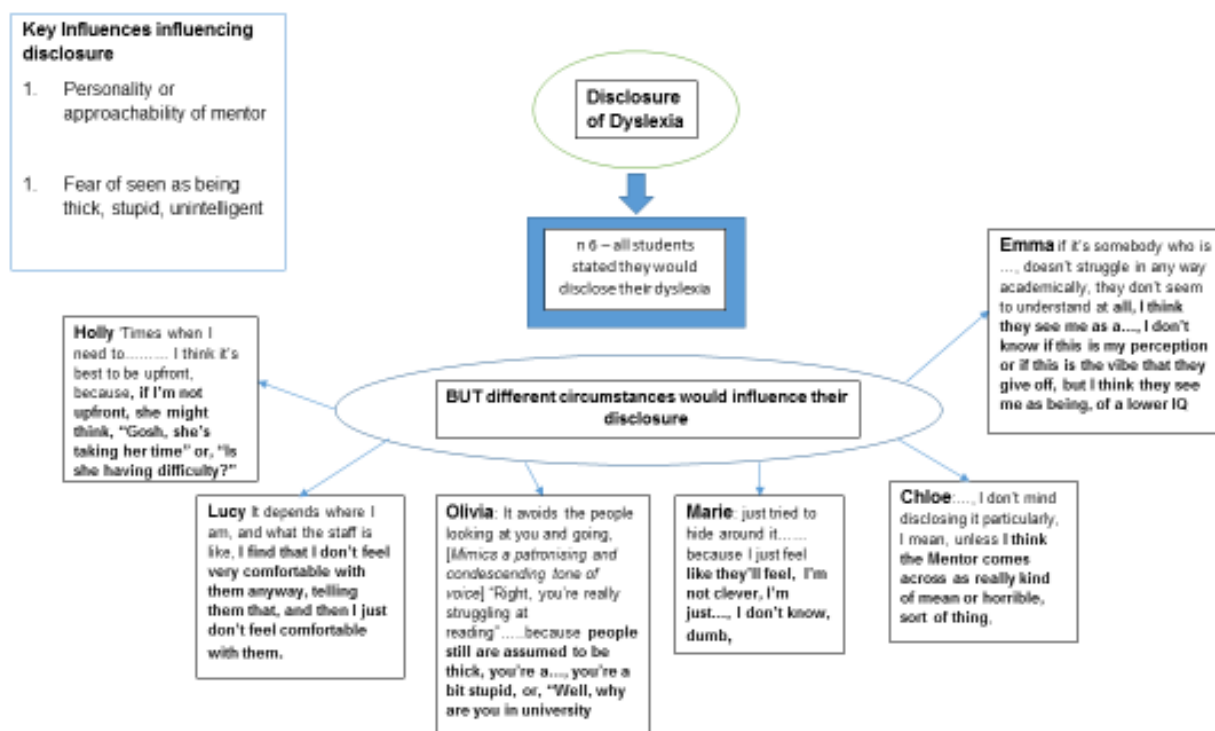 Key Influences influencing
disclosure
1. Personality or
approachability of mentor
1. Fear of seen as being
thick, stupid, unintelligent
Disclosure
of Dyslexia
n 6 – all students
stated they would
disclose their dyslexia
BUT different circumstances would influence their
disclosure
Emma if it's somebody who is
…, doesn't struggle in any way
academically, they don't seem
to understand at all, I think
they see me as a…, I don't
know if this is my perception
or if this is the vibe that they
give off, but I think they see
me as being, of a lower IQ
Holly 'Times when I
need to……… I think it's
best to be upfront,
because, if I'm not
upfront, she might
think, "Gosh, she's
taking her time" or, "Is
she having difficulty?"
Lucy It depends where I
am, and what the staff is
like, I find that I don't feel
very comfortable with
them anyway, telling
them that, and then I just
don't feel comfortable
with them.
Olivia: It avoids the people
looking at you and going,
[Mimics a patronising and
condescending tone of
voice] "Right, you're really
struggling at
reading"…..because people
still are assumed to be
thick, you're a…, you're a
bit stupid, or, "Well, why
are you in university
Marie: just tried to
hide around it……
because I just feel
like they'll feel, I'm
not clever, I'm
just…, I don't know,
dumb,
Chloe:…, I don't mind
disclosing it particularly,
I mean, unless I think
the Mentor comes
across as really kind
of mean or horrible,
sort of thing,